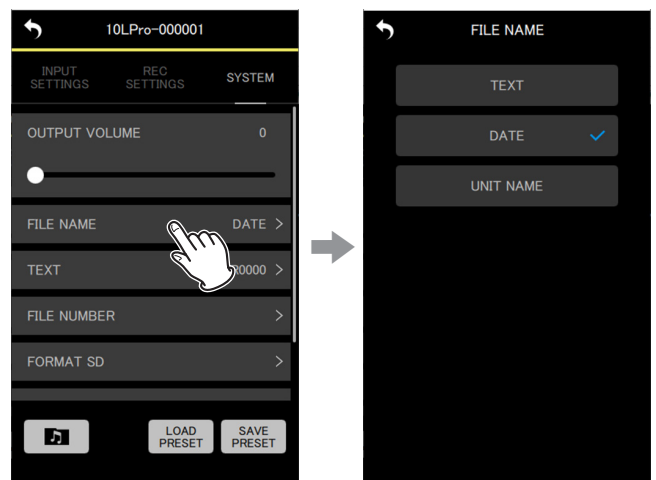 10LPro-000001
INPUT
SETTINGS
REC
SETTINGS
SYSTEM
OUTPUT VOLUME 0
FILE NAME DATE >
TEXT 0000 >
FILE NUMBER >
FORMAT SD >
LOAD
PRESET
SAVE
PRESET
FILE NAME
TEXT
DATE
UNIT NAME